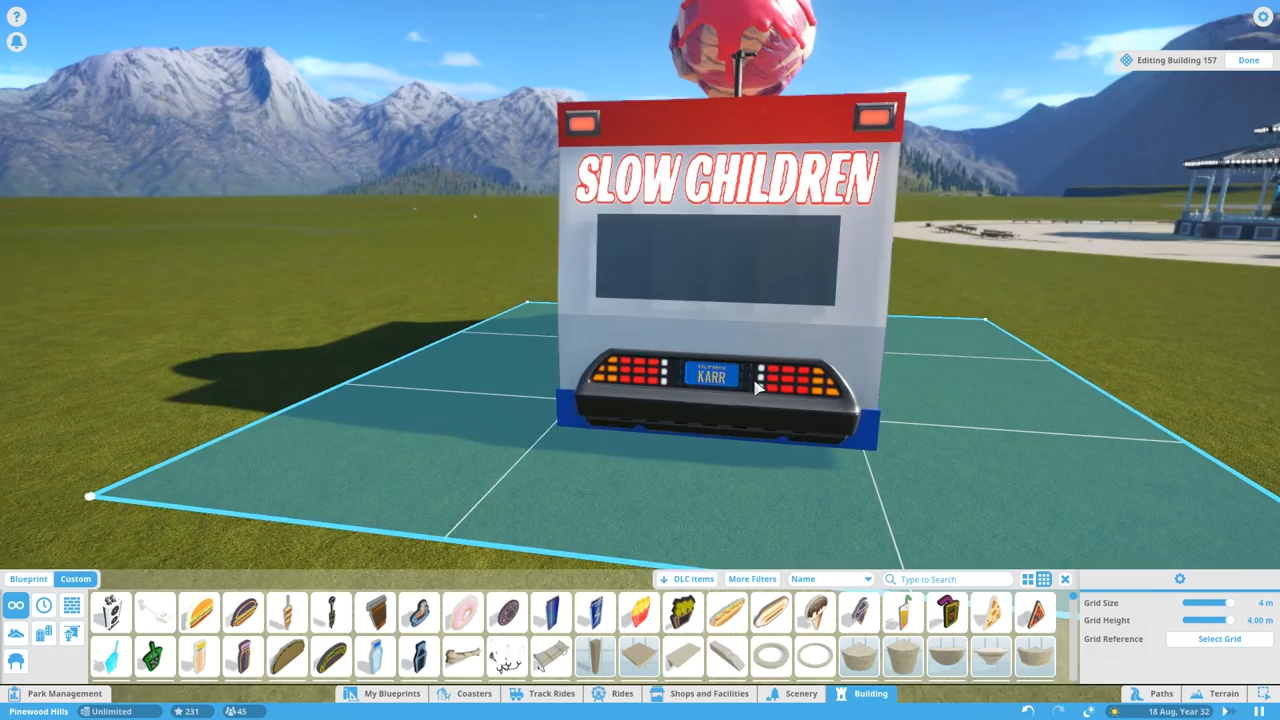 ?
Editing Building 157
Done
SLOW CHILDREN
KARR
Blueprint
Custom
DLC items
More Filters
Name
Type to Search
Grid Size
4 m
Grid Height
4.00 m
Grid Reference
Select Grid
Park Management
My Blueprints
Coasters
Track Rides
Rides
Shops and Facilities
Scenery
Building
Paths
Terrain
Pinewood Hills
Unlimited
231
45
18 Aug, Year 32